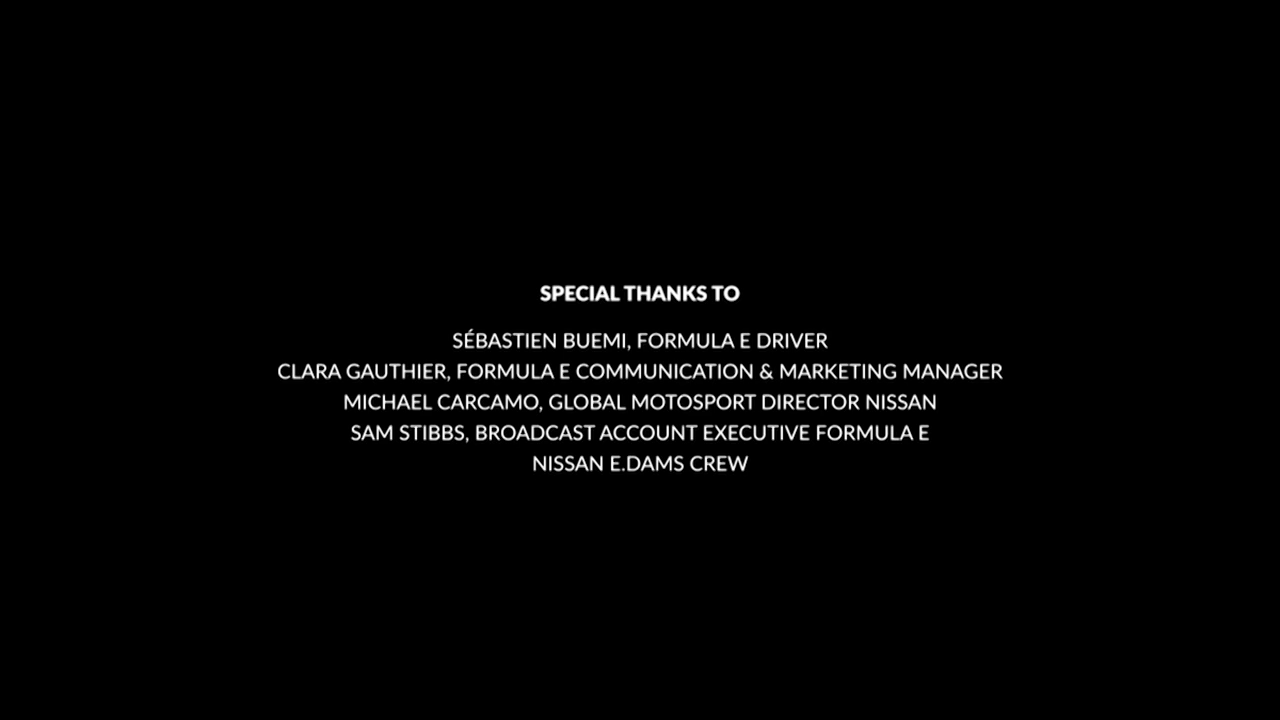 SPECIAL THANKS TO
SÉBASTIEN BUEMI, FORMULA E DRIVER
CLARA GAUTHIER, FORMULA E COMMUNICATION & MARKETING MANAGER
MICHAEL CARCAMO, GLOBAL MOTOSPORT DIRECTOR NISSAN
SAM STIBBS, BROADCAST ACCOUNT EXECUTIVE FORMULA E
NISSAN E.DAMS CREW